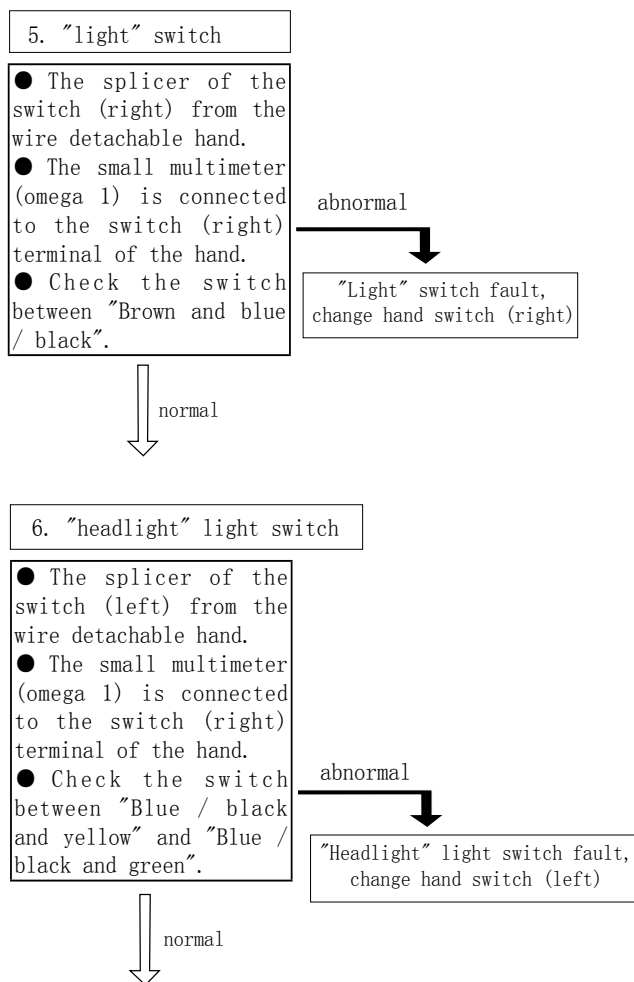 5. "light" switch
● The splicer of the
switch (right) from the
wire detachable hand.
● The small multimeter
(omega 1) is connected
to the switch (right)
terminal of the hand.
● Check the switch
between "Brown and blue
/ black".
abnormal
"Light" switch fault,
change hand switch (right)
normal
6. "headlight" light switch
● The splicer of the
switch (left) from the
wire detachable hand.
● The small multimeter
(omega 1) is connected
to the switch (right)
terminal of the hand.
● Check the switch
between "Blue / black
and yellow" and "Blue /
black and green".
abnormal
"Headlight" light switch fault,
change hand switch (left)
normal